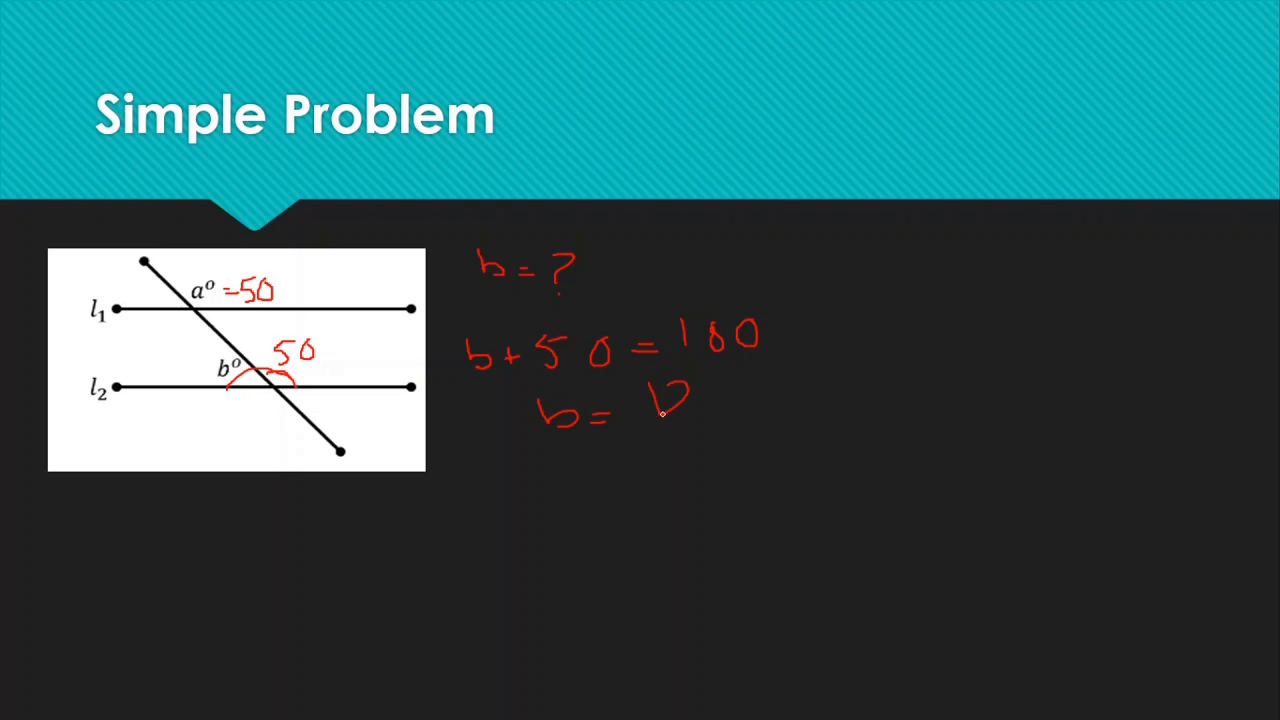 Simple Problem
a° = 50
l₁
50
b°
l₂
b = ?
b + 50 = 180
b =